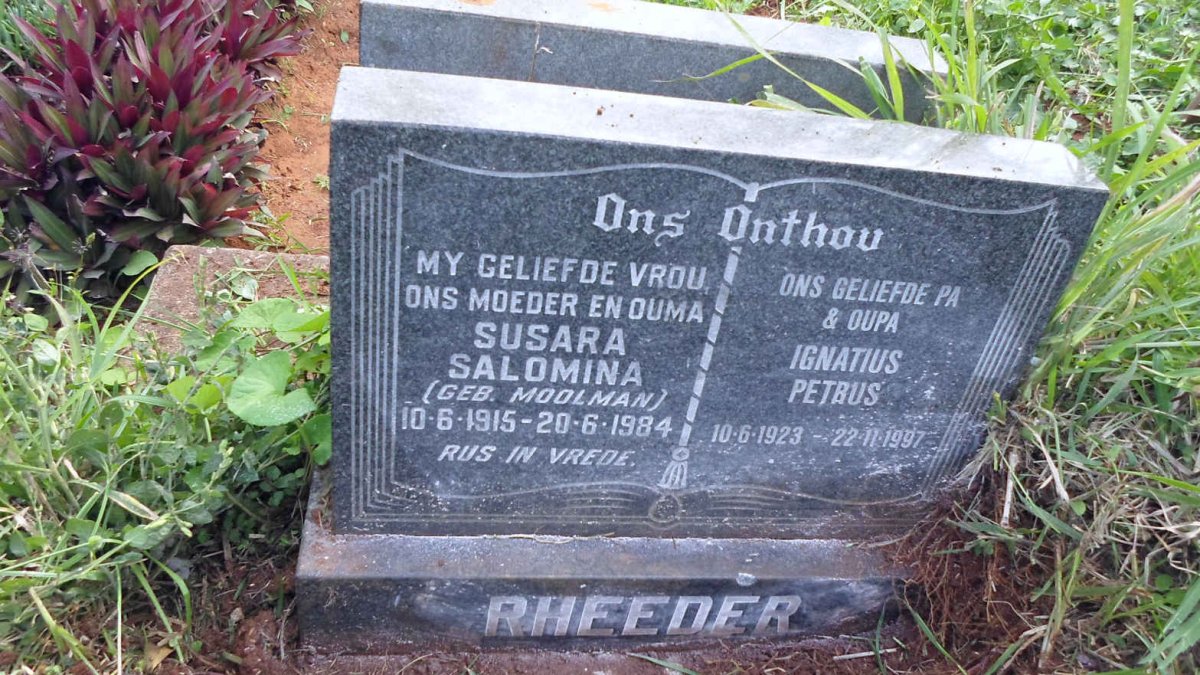 Ons Onthou
MY GELIEFDE VROU,
ONS MOEDER EN OUMA
SUSARA
SALOMINA
(GEB. MOOLMAN)
10·6·1915-20·6·1984
RUS IN VREDE.
ONS GELIEFDE PA
& OUPA
IGNATIUS
PETRUS
10·6·1923 - 22·11·1997
RHEEDER